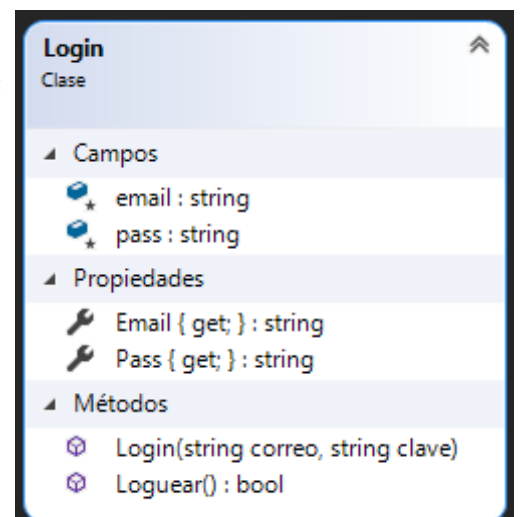 Login
Clase
Campos
email : string
pass : string
Propiedades
Email { get; } : string
Pass { get; } : string
Métodos
Login(string correo, string clave)
Loguear() : bool